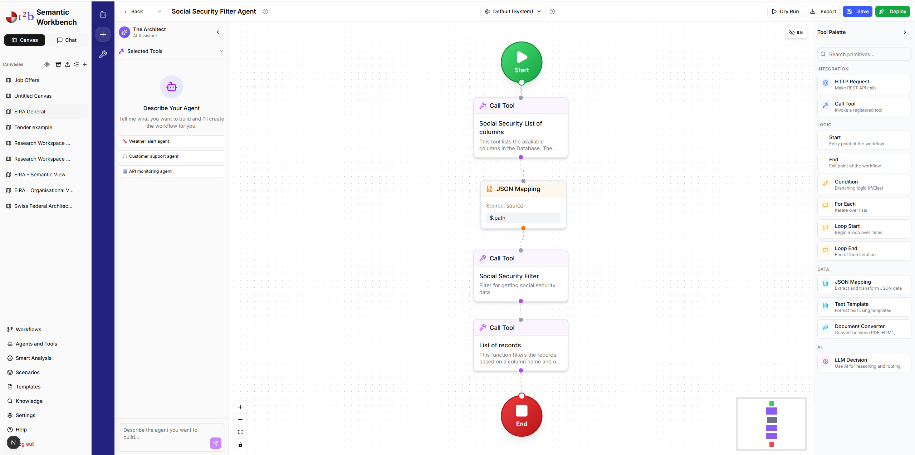 Semantic
Workbench
Canvas
Chat
Canvases
Job Offers
Untitled Canvas
EIRA General
Tender example
Research Workspace ...
Research Workspace ...
EIRA - Semantic View
EIRA - Organisational V...
Swiss Federal Architec...
Workflows
Agents and Tools
Smart Analysis
Scenarios
Templates
Knowledge
Settings
Help
N
out
Back
Social Security Filter Agent
Default (System)
Dry Run
Export
Save
Deploy
The Architect
AI Assistant
Selected Tools
Describe Your Agent
Tell me what you want to build and I'll create
the workflow for you.
Weather alert agent
Customer support agent
API monitoring agent
Describe the agent you want to
build...
Start
Call Tool
Social Security List of
columns
This tool lists the available
columns in the Database. The ...
JSON Mapping
Source: source
$.path
Call Tool
Social Security Filter
Filter for getting social security
data
Call Tool
List of records
This function filters the records
based on a column name and o...
End
Tool Palette
Search primitives...
INTEGRATION
HTTP Request
Make REST API calls
Call Tool
Invoke a registered tool
LOGIC
Start
Entry point of the workflow
End
Exit point of the workflow
Condition
Branching logic (If/Else)
For Each
Iterate over lists
Loop Start
Begin a loop over items
Loop End
End of loop iteration
DATA
JSON Mapping
Extract and transform JSON data
Text Template
Format text using templates
Document Converter
Convert between PDF, HTML, ...
AI
LLM Decision
Use AI for reasoning and routing